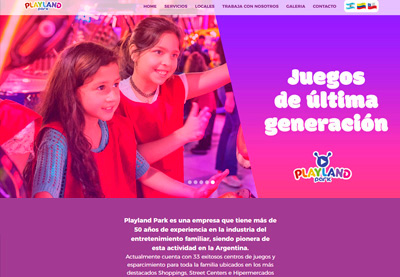 PLAYLAND
park
HOME SERVICIOS LOCALES TRABAJA CON NOSOTROS GALERIA CONTACTO
Juegos
de última
generación
PLAYLAND
park
Playland Park es una empresa que tiene más de
50 años de experiencia en la industria del
entretenimiento familiar, siendo pionera de
esta actividad en la Argentina.
Actualmente cuenta con 33 exitosos centros de juegos y
esparcimiento para toda la familia ubicados en los más
destacados Shoppings, Street Centers e Hipermercados